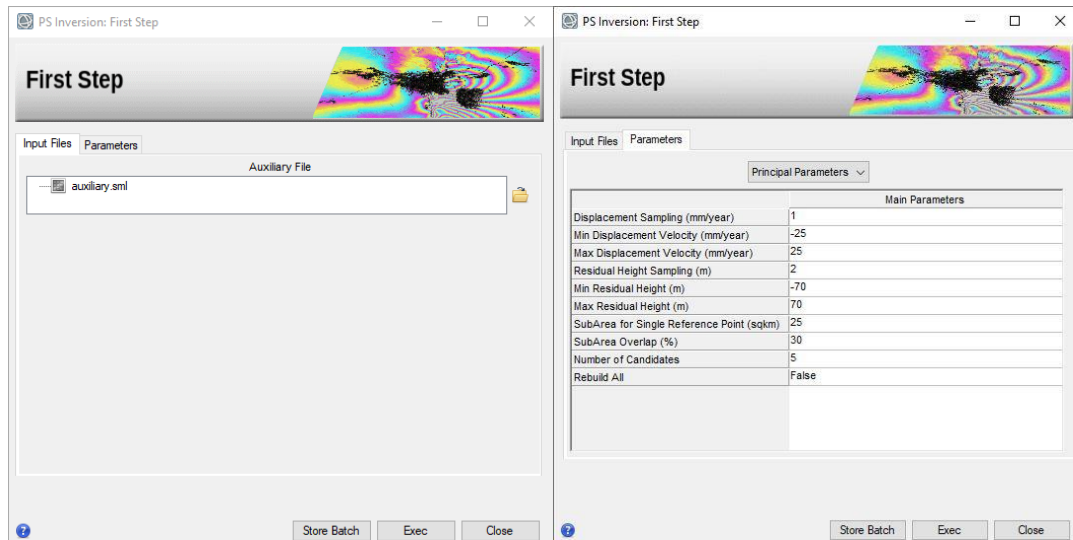 PS Inversion: First Step
First Step
Input Files Parameters
Auxiliary File
auxiliary.sml
Store Batch Exec Close
PS Inversion: First Step
First Step
Input Files Parameters
Principal Parameters
Main Parameters
Displacement Sampling (mm/year) 1
Min Displacement Velocity (mm/year) -25
Max Displacement Velocity (mm/year) 25
Residual Height Sampling (m) 2
Min Residual Height (m) -70
Max Residual Height (m) 70
SubArea for Single Reference Point (sqkm) 25
SubArea Overlap (%) 30
Number of Candidates 5
Rebuild All False
Store Batch Exec Close